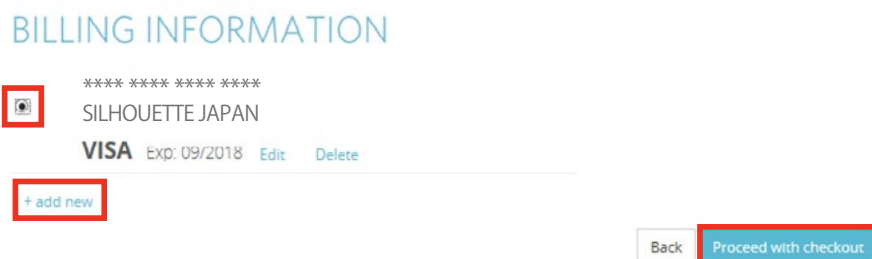 BILLING INFORMATION
**** **** **** ****
SILHOUETTE JAPAN
VISA Exp: 09/2018 Edit Delete
+ add new
Back Proceed with checkout